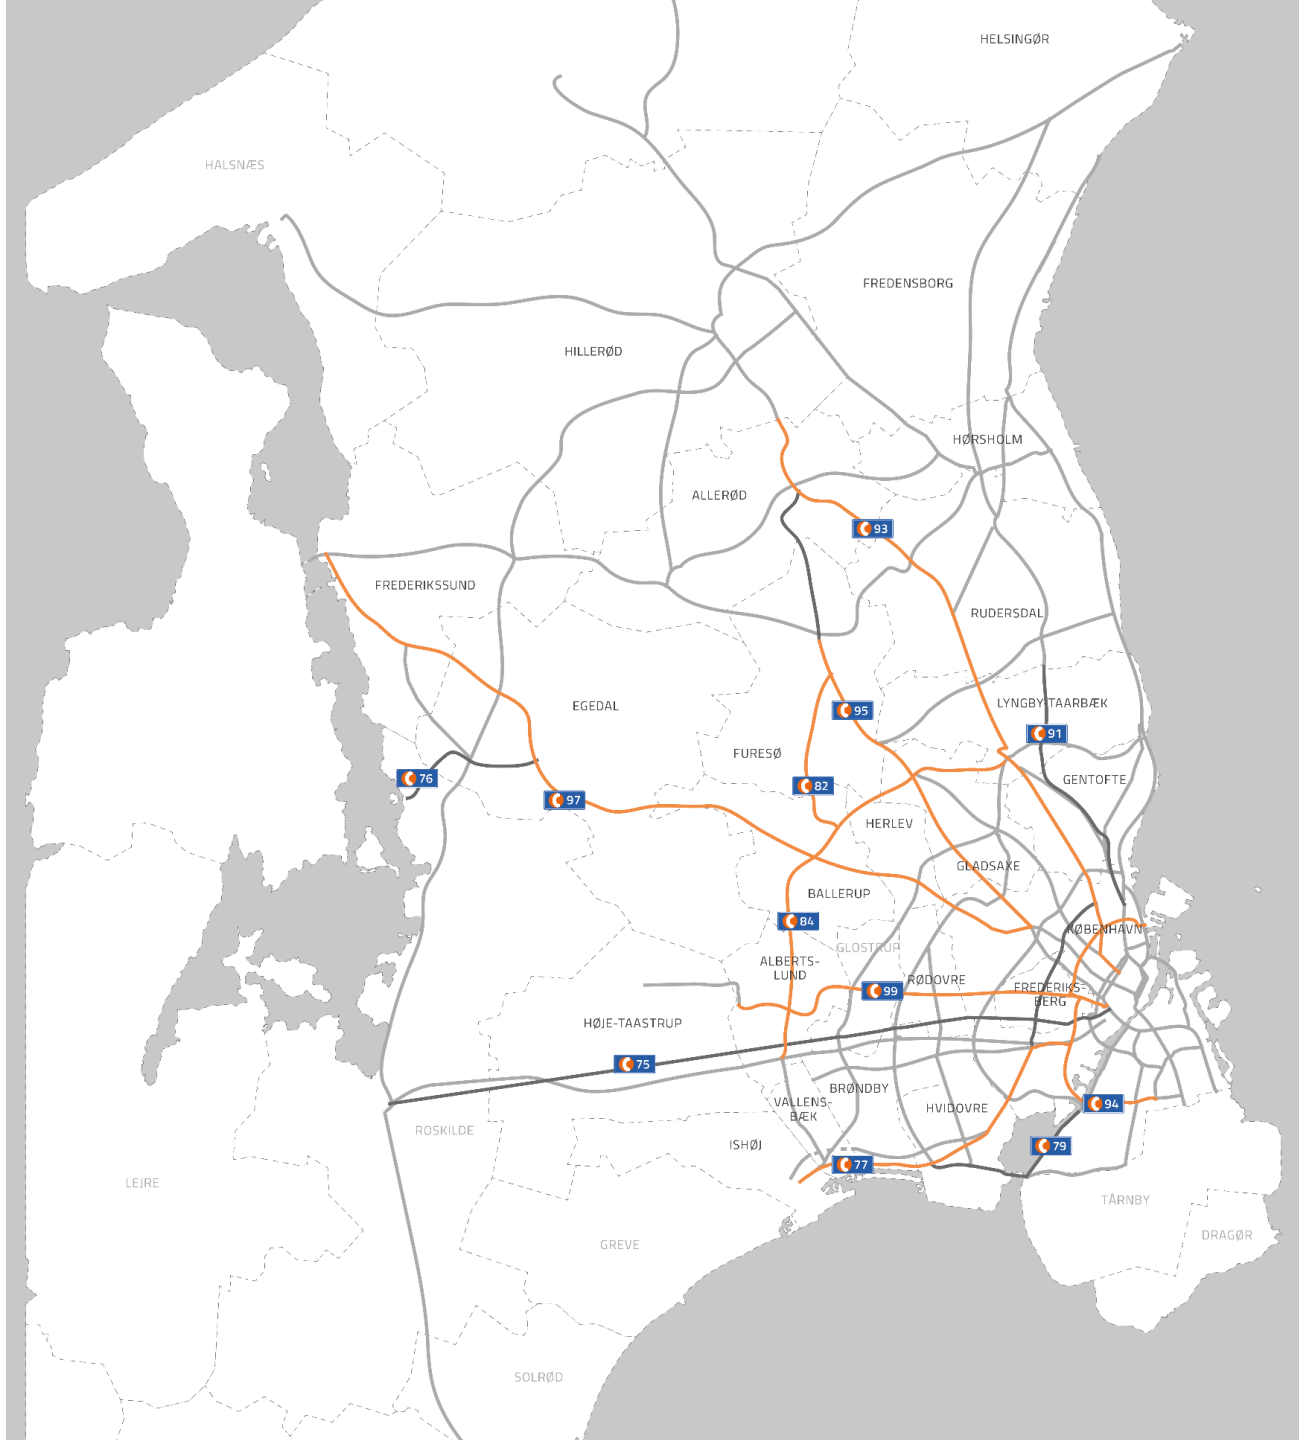 HELSINGØR
HALSNÆS
FREDENSBORG
HILLERØD
HØRSHOLM
ALLERØD
93
FREDERIKSSUND
RUDERSDAL
EGEDAL
LYNGBY-TAARBÆK
95
91
FURESØ
76
82
GENTOFTE
97
HERLEV
GLADSAXE
BALLERUP
84
KØBENHAVN
GLOSTRUP
ALBERTS-
LUND
RØDOVRE
99
FREDERIKS-
BERG
HØJE-TAASTRUP
75
BRØNDBY
VALLENS-
BÆK
HVIDOVRE
94
ROSKILDE
ISHØJ
79
77
LEJRE
TÅRNBY
DRAGØR
GREVE
SOLRØD